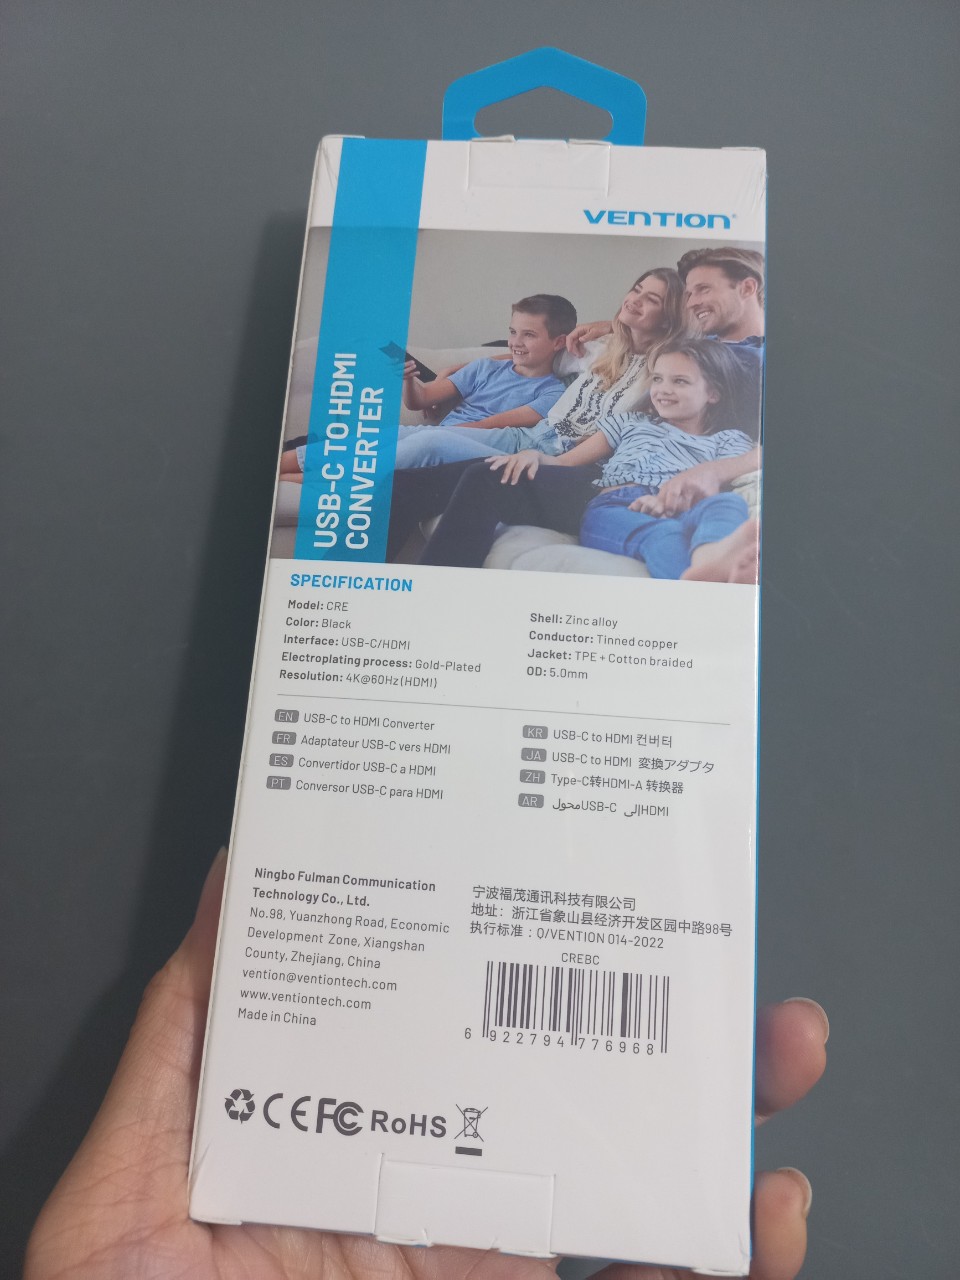 VENTION®
USB-C TO HDMI
CONVERTER
SPECIFICATION
Model: CRE
Color: Black
Interface: USB-C/HDMI
Electroplating process: Gold-Plated
Resolution: 4K@60Hz(HDMI)
Shell: Zinc alloy
Conductor: Tinned copper
Jacket: TPE + Cotton braided
OD: 5.0mm
EN USB-C to HDMI Converter
FR Adaptateur USB-C vers HDMI
ES Convertidor USB-C a HDMI
PT Conversor USB-C para HDMI
KR USB-C to HDMI 컨버터
JA USB-C to HDMI 変換アダプタ
ZH Type-C转HDMI-A 转换器
AR محولUSB-C إلىHDMI
Ningbo Fulman Communication
Technology Co., Ltd.
No.98, Yuanzhong Road, Economic
Development Zone, Xiangshan
County, Zhejiang, China
vention@ventiontech.com
www.ventiontech.com
Made in China
宁波福茂通讯科技有限公司
地址：浙江省象山县经济开发区园中路98号
执行标准：Q/VENTION 014-2022
CREBC
6 922794 776968
CE FC RoHS